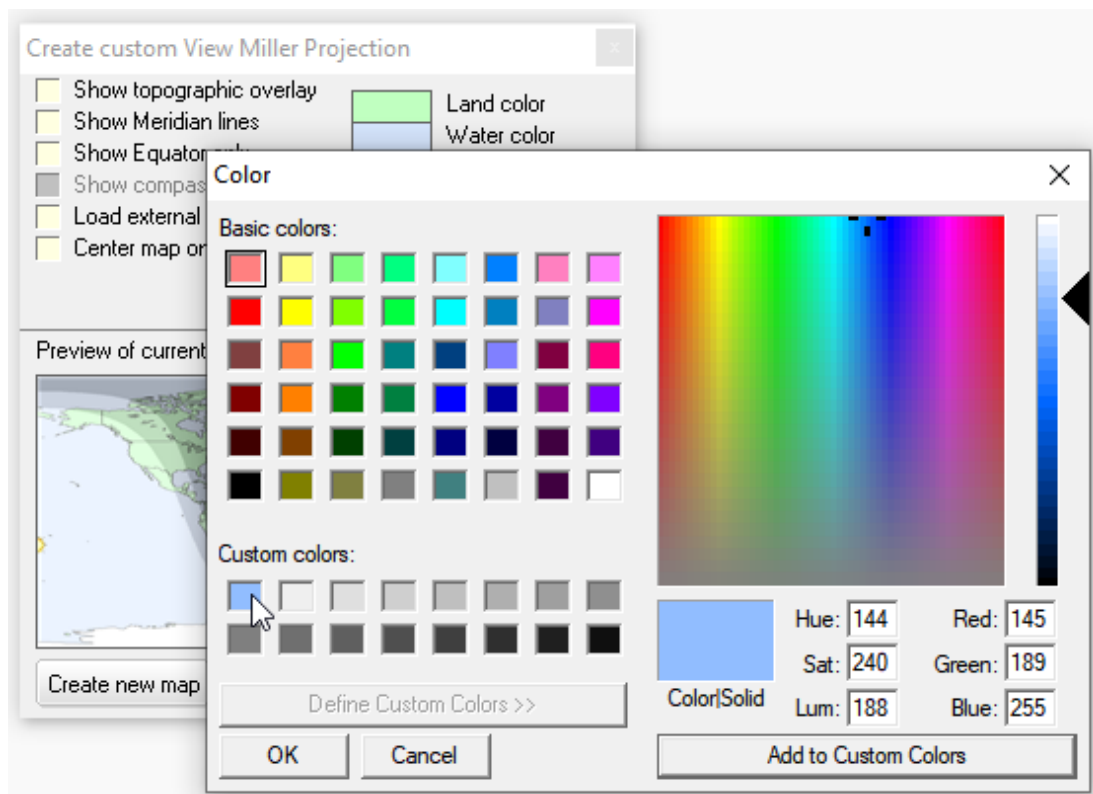 Create custom View Miller Projection
x
Show topographic overlay
Show Meridian lines
Show Equator only
Show compas
Load external
Center map or
Land color
Water color
Preview of current
Create new map
Color
Basic colors:
Custom colors:
Define Custom Colors >>
OK
Cancel
Color|Solid
Hue: 144
Sat: 240
Lum: 188
Red: 145
Green: 189
Blue: 255
Add to Custom Colors